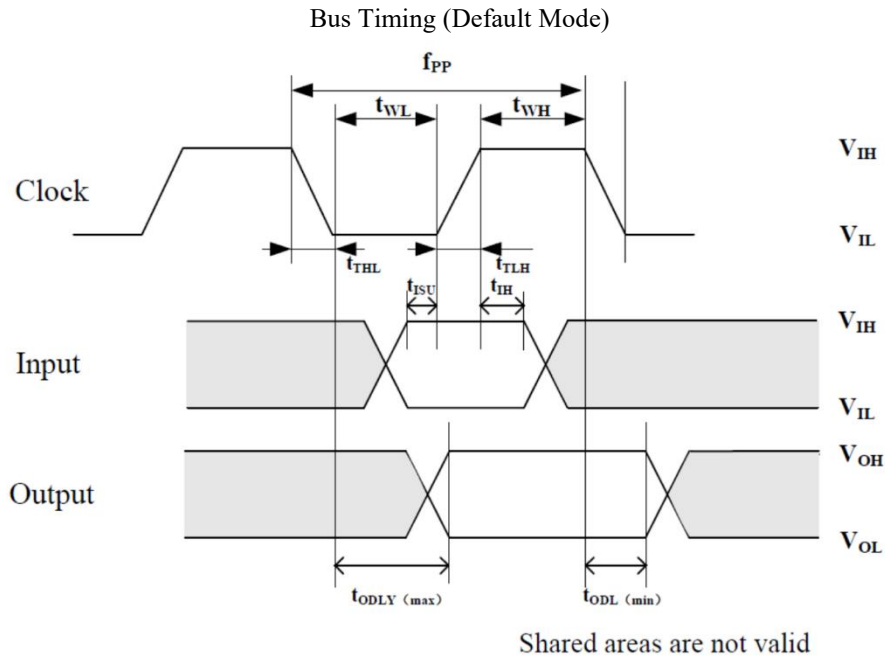 Bus Timing (Default Mode)
fPP
tWL tWH
VIH
Clock
VIL
tTHL tTLH
tISU tIH
VIH
Input
VIL
VOH
Output
VOL
tODLY (max) tODL (min)
Shared areas are not valid